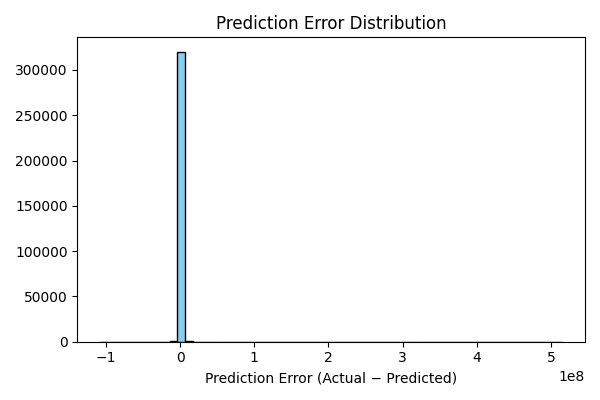 Prediction Error Distribution
300000
250000
200000
150000
100000
50000
0
−1 0 1 2 3 4 5
1e8
Prediction Error (Actual − Predicted)